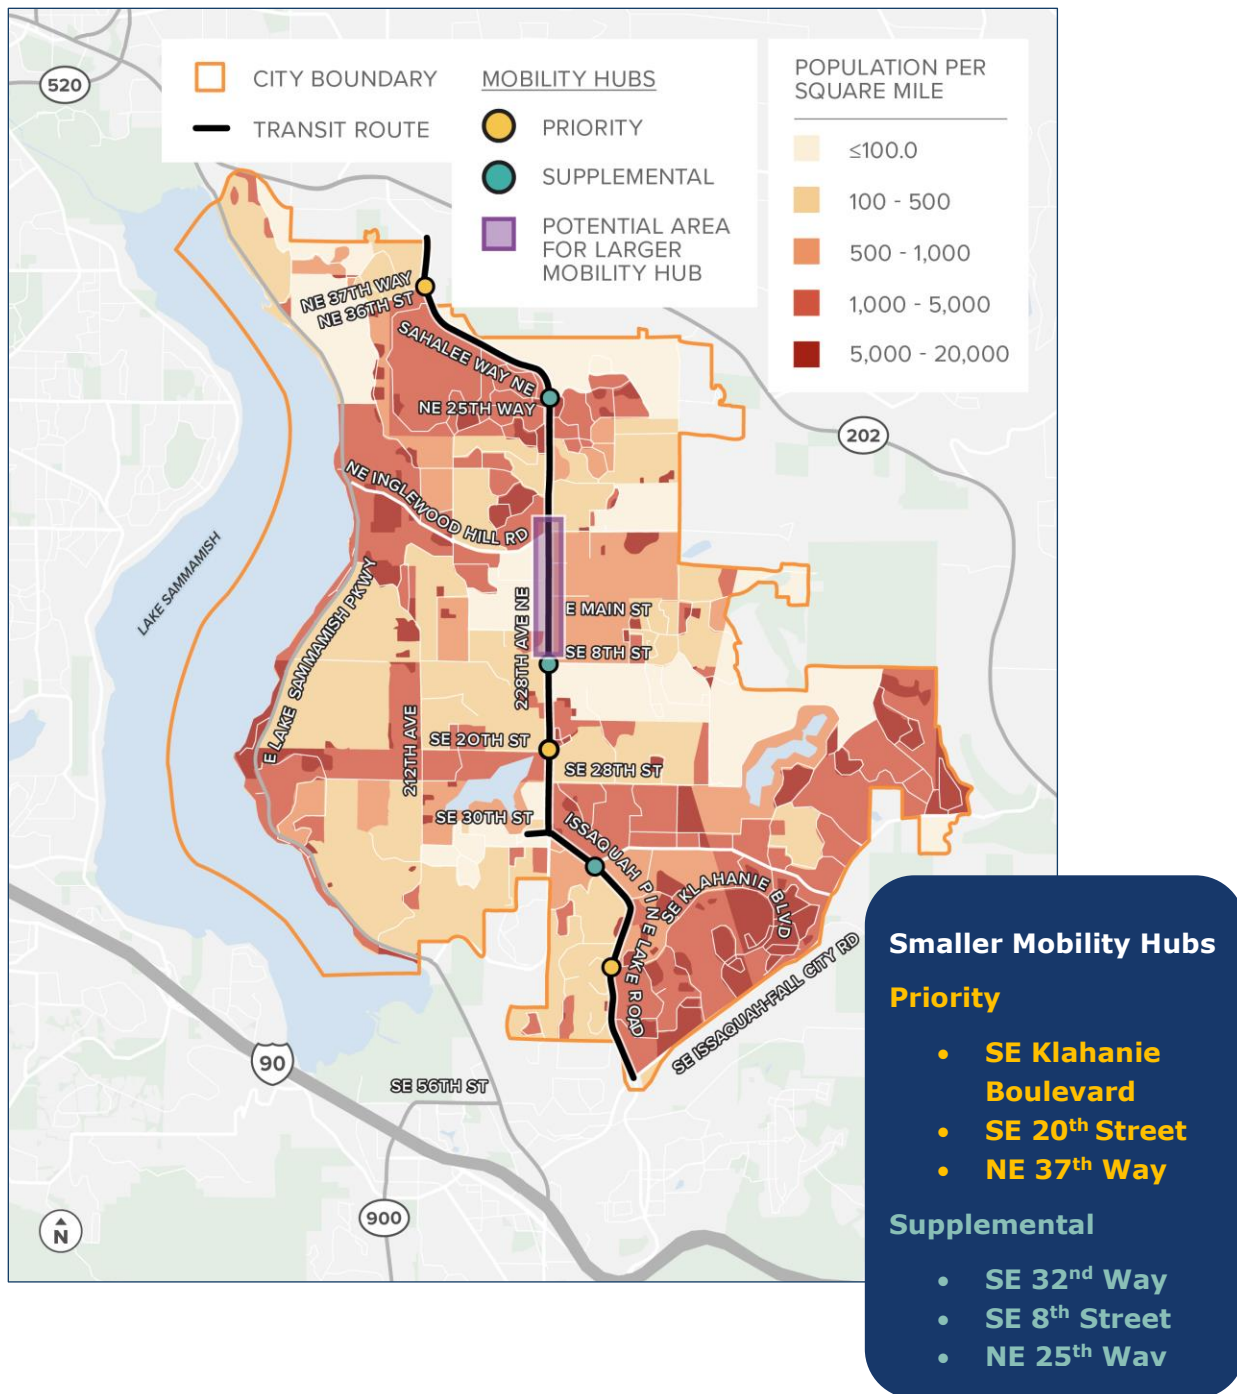 520
CITY BOUNDARY
TRANSIT ROUTE
MOBILITY HUBS
PRIORITY
SUPPLEMENTAL
POTENTIAL AREA
FOR LARGER
MOBILITY HUB
POPULATION PER
SQUARE MILE
≤100.0
100 - 500
500 - 1,000
1,000 - 5,000
5,000 - 20,000
NE 37TH WAY
NE 36TH ST
SAHALEE WAY NE
NE 25TH WAY
202
NE INGLEWOOD HILL RD
LAKE SAMMAMISH
E LAKE SAMMAMISH PKWY
228TH AVE NE
E MAIN ST
SE 8TH ST
212TH AVE
SE 20TH ST
SE 28TH ST
SE 30TH ST
ISSAQUAH PINE LAKE ROAD
SE KLAHANIE BLVD
SE ISSAQUAH-FALL CITY RD
90
SE 56TH ST
900
N
Smaller Mobility Hubs
Priority
• SE Klahanie
Boulevard
• SE 20th Street
• NE 37th Way
Supplemental
• SE 32nd Way
• SE 8th Street
• NE 25th Way